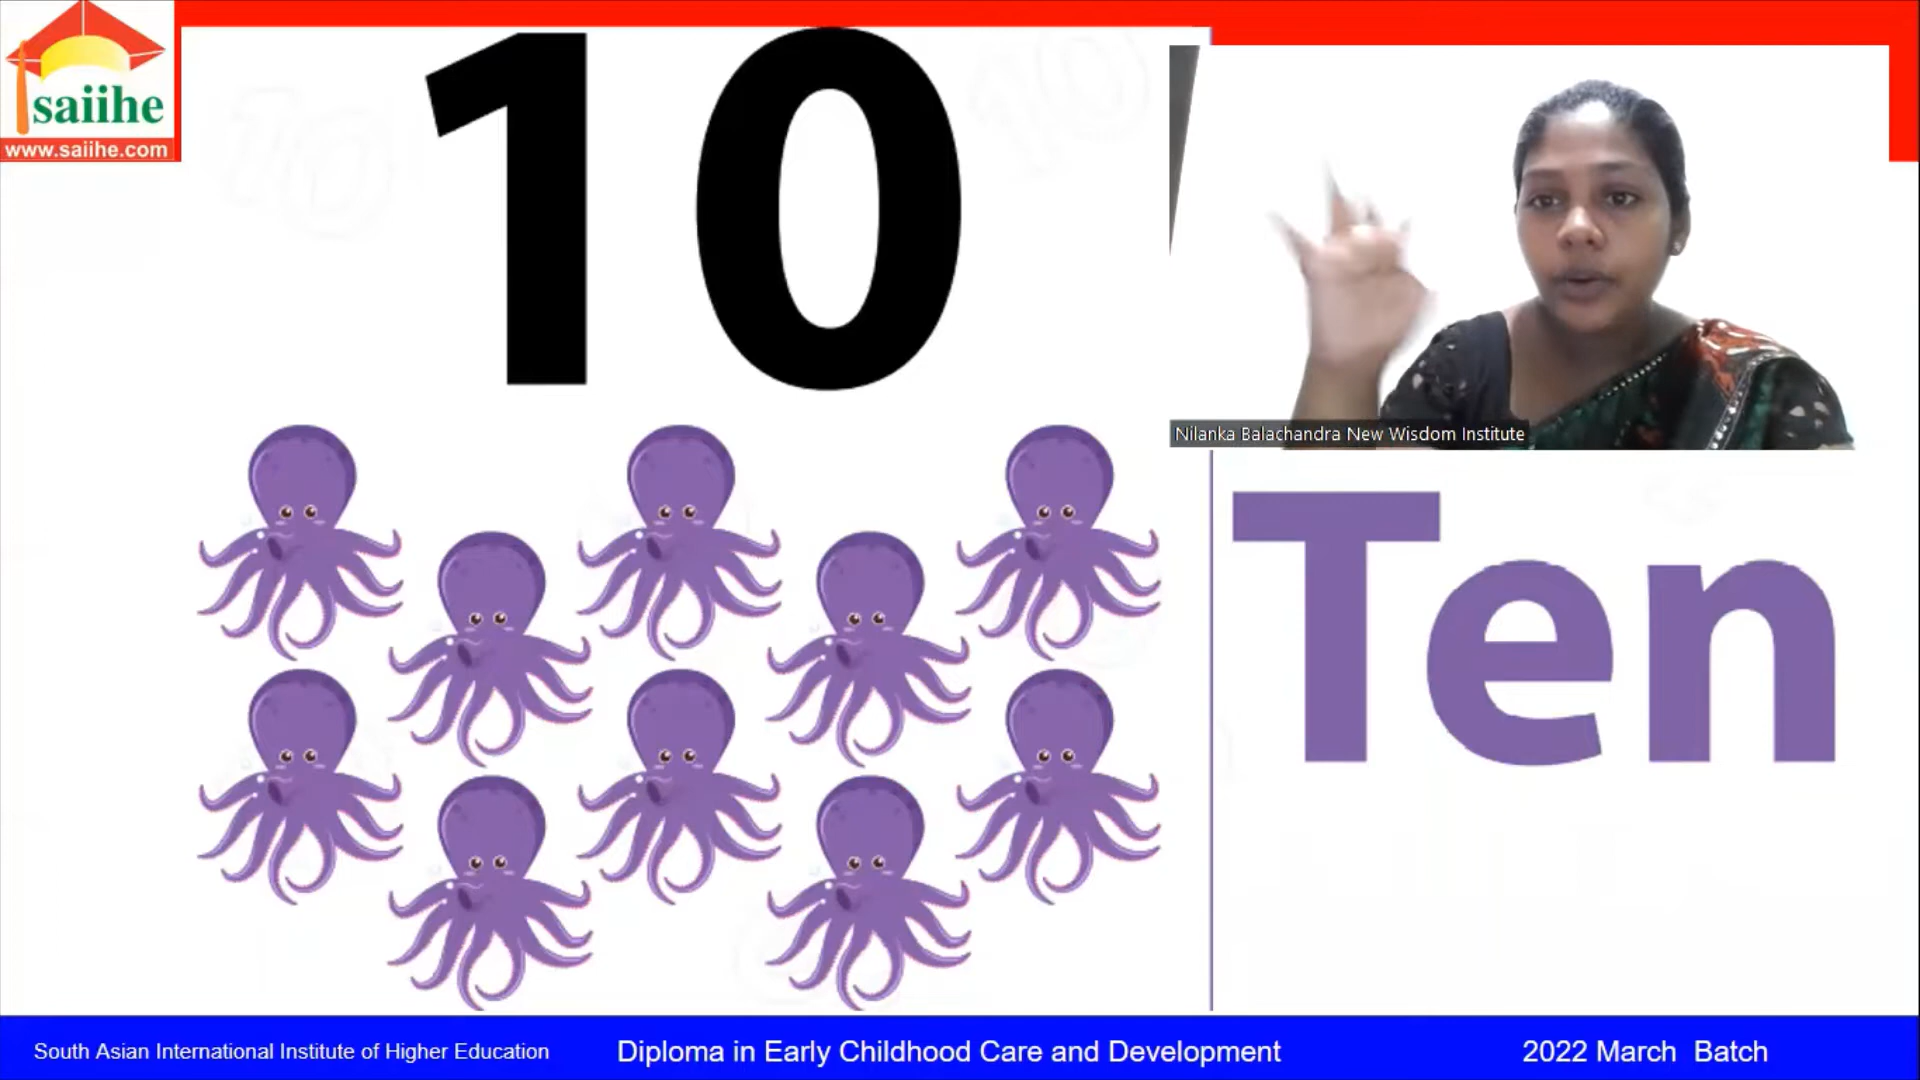 saiihe
www.saiihe.com
10
Nilanka Balachandra New Wisdom Institute
Ten
South Asian International Institute of Higher Education
Diploma in Early Childhood Care and Development
2022 March Batch